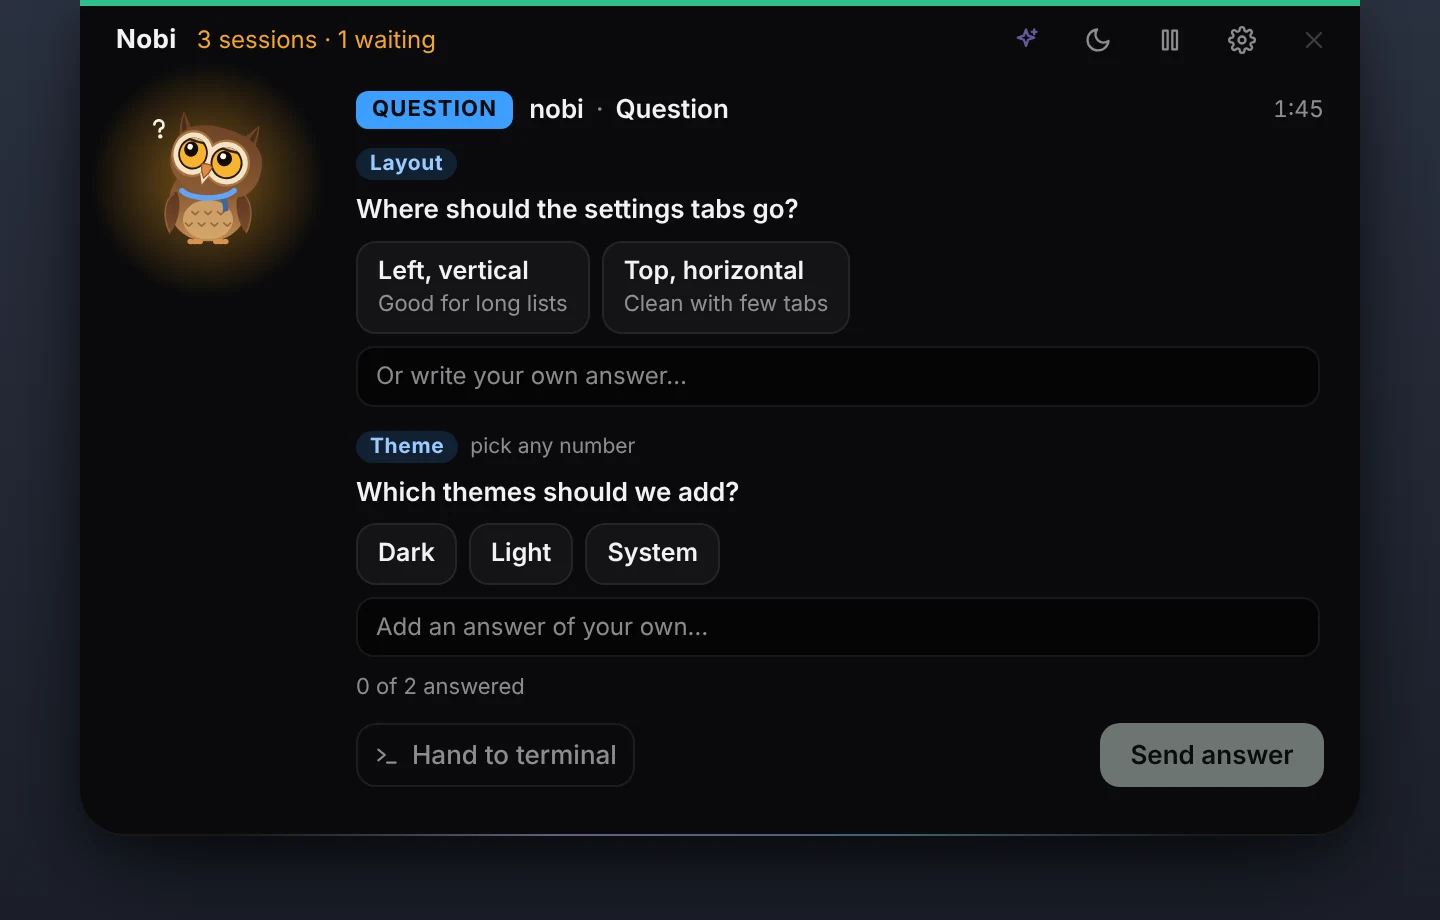 Nobi 3 sessions · 1 waiting
?
QUESTION nobi · Question 1:45
Layout
Where should the settings tabs go?
Left, vertical Top, horizontal
Good for long lists Clean with few tabs
Or write your own answer...
Theme pick any number
Which themes should we add?
Dark Light System
Add an answer of your own...
0 of 2 answered
Hand to terminal Send answer